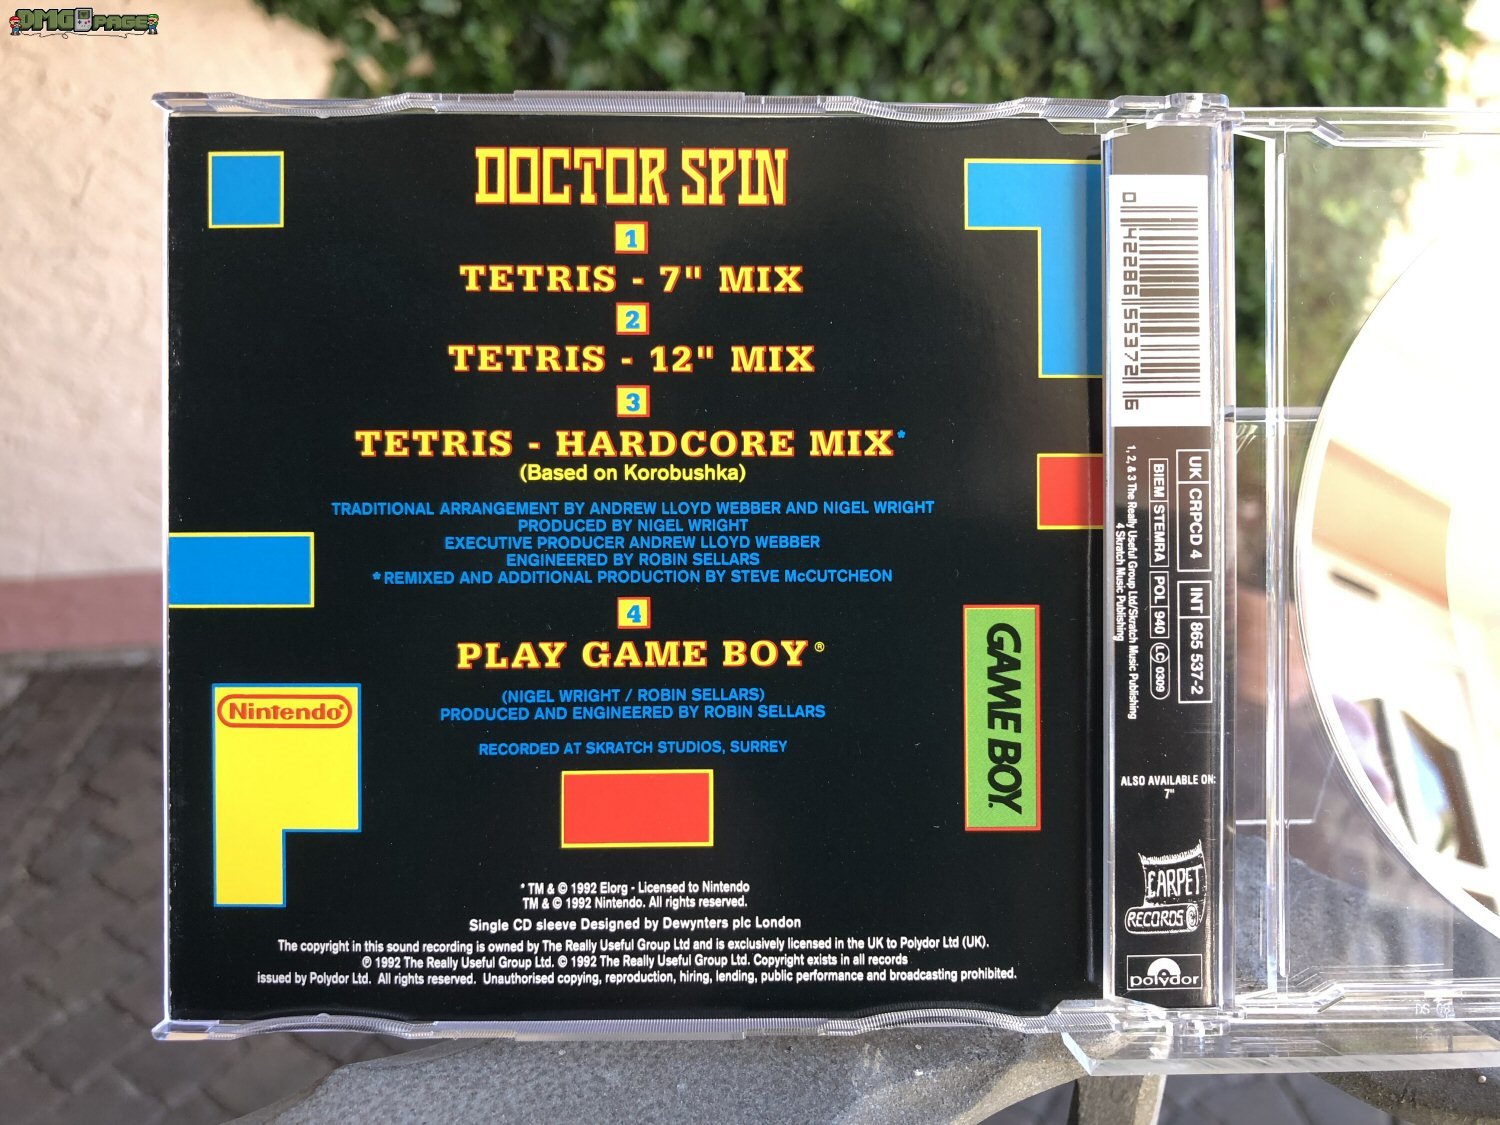 DMG PAGE
DOCTOR SPIN
1
TETRIS - 7" MIX
2
TETRIS - 12" MIX
3
TETRIS - HARDCORE MIX*
(Based on Korobushka)
TRADITIONAL ARRANGEMENT BY ANDREW LLOYD WEBBER AND NIGEL WRIGHT
PRODUCED BY NIGEL WRIGHT
EXECUTIVE PRODUCER ANDREW LLOYD WEBBER
ENGINEERED BY ROBIN SELLARS
*REMIXED AND ADDITIONAL PRODUCTION BY STEVE McCUTCHEON
4
PLAY GAME BOY®
(NIGEL WRIGHT / ROBIN SELLARS)
PRODUCED AND ENGINEERED BY ROBIN SELLARS
RECORDED AT SKRATCH STUDIOS, SURREY
Nintendo®
GAME BOY
* TM & © 1992 Elorg - Licensed to Nintendo
TM & © 1992 Nintendo. All rights reserved.
Single CD sleeve Designed by Dewynters plc London
The copyright in this sound recording is owned by The Really Useful Group Ltd and is exclusively licensed in the UK to Polydor Ltd (UK).
℗ 1992 The Really Useful Group Ltd. © 1992 The Really Useful Group Ltd. Copyright exists in all records
issued by Polydor Ltd. All rights reserved. Unauthorised copying, reproduction, hiring, lending, public performance and broadcasting prohibited.
0 42286 55372 6
UK CRPCD 4 INT 865 537-2
BIEM STEMRA POL 940 LC 0309
1, 2, & 3 The Really Useful Group Ltd/Skratch Music Publishing
4 Skratch Music Publishing
ALSO AVAILABLE ON:
7"
CARPET
RECORDS
polydor